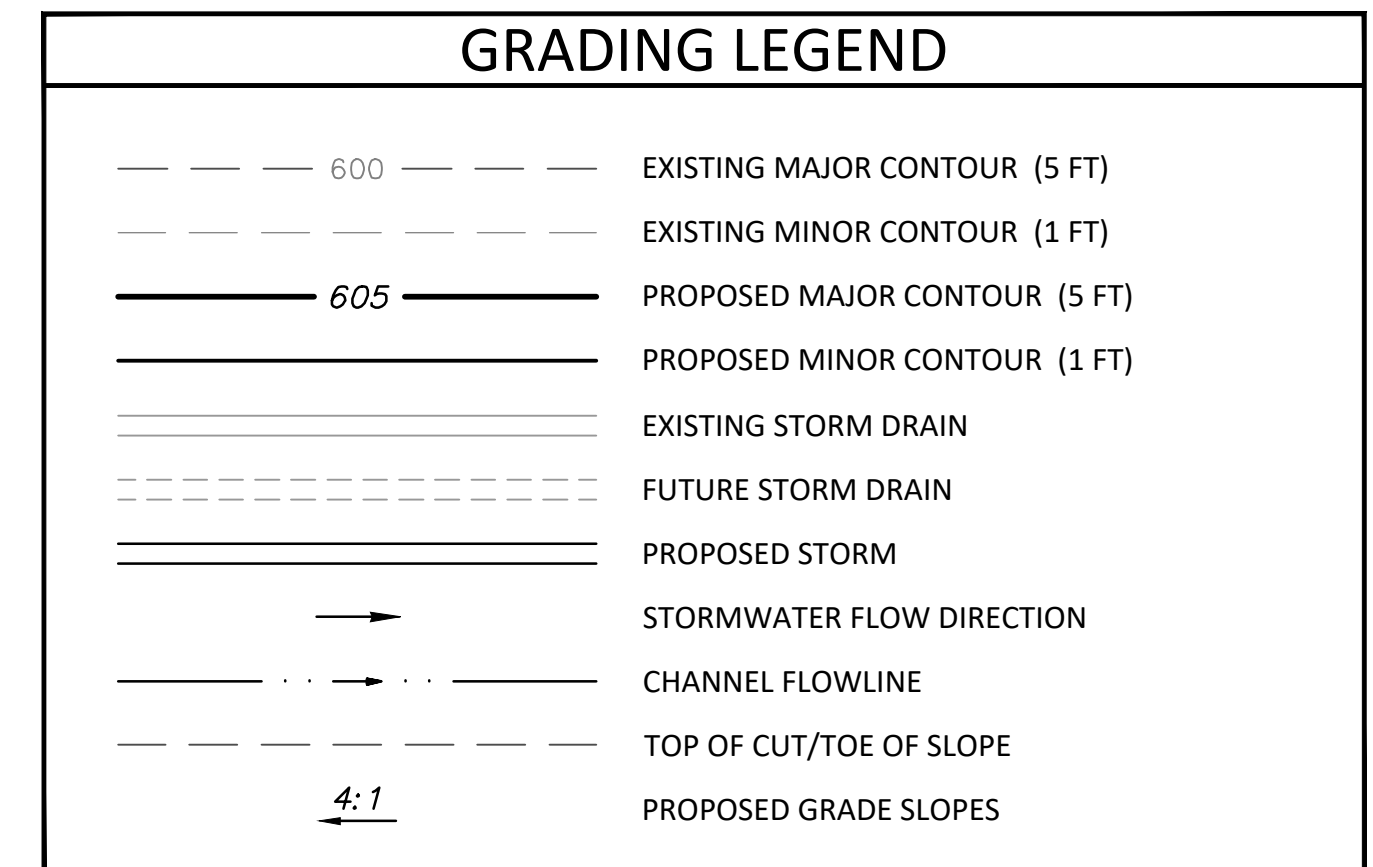 GRADING LEGEND
600 EXISTING MAJOR CONTOUR (5 FT)
EXISTING MINOR CONTOUR (1 FT)
605 PROPOSED MAJOR CONTOUR (5 FT)
PROPOSED MINOR CONTOUR (1 FT)
EXISTING STORM DRAIN
FUTURE STORM DRAIN
PROPOSED STORM
STORMWATER FLOW DIRECTION
CHANNEL FLOWLINE
TOP OF CUT/TOE OF SLOPE
4:1 PROPOSED GRADE SLOPES